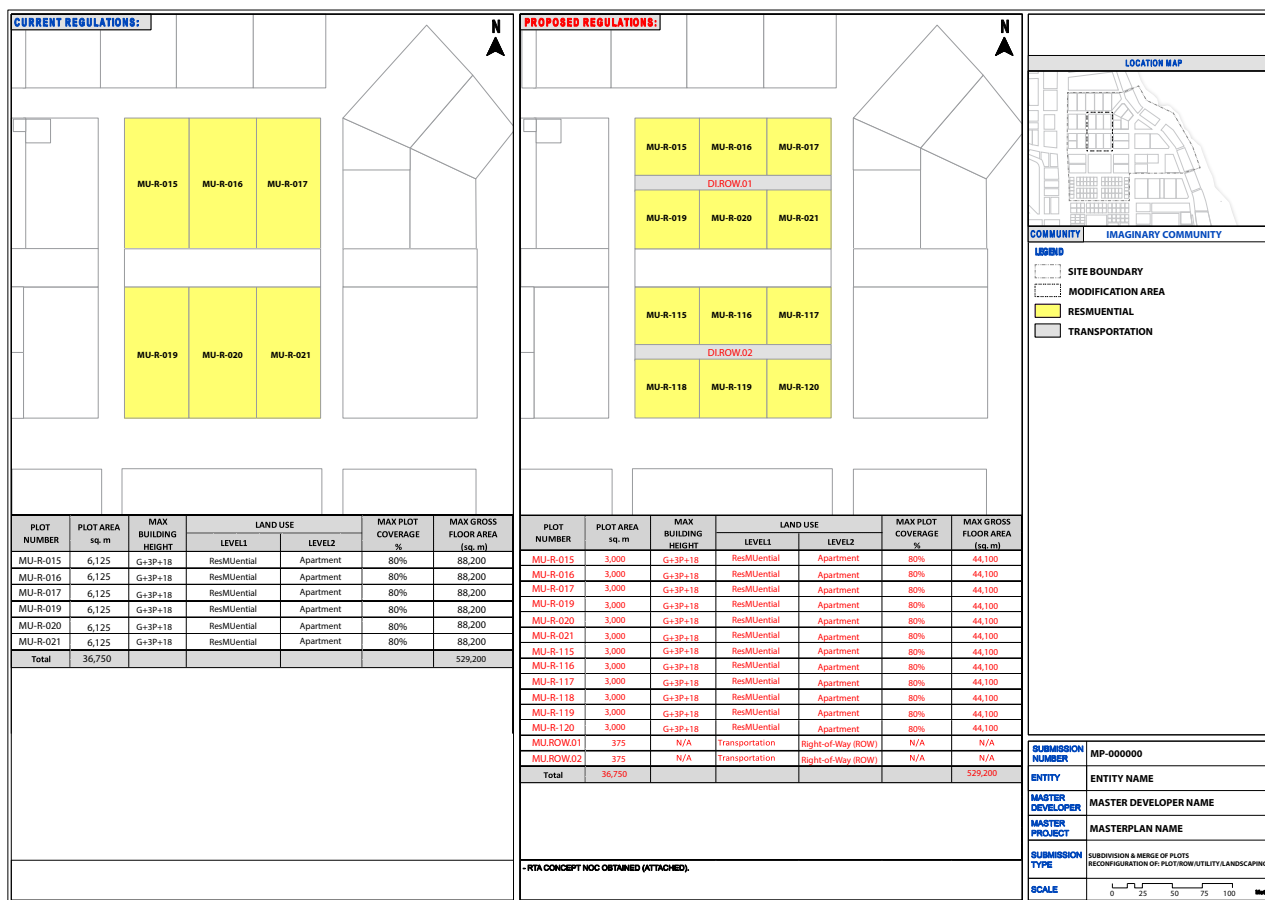 CURRENT REGULATIONS:
N
MU-R-015 MU-R-016 MU-R-017
MU-R-019 MU-R-020 MU-R-021
PLOT NUMBER PLOT AREA sq. m MAX BUILDING HEIGHT LAND USE LEVEL1 LEVEL2 MAX PLOT COVERAGE % MAX GROSS FLOOR AREA (sq. m)
MU-R-015 6,125 G+3P+18 ResMUential Apartment 80% 88,200
MU-R-016 6,125 G+3P+18 ResMUential Apartment 80% 88,200
MU-R-017 6,125 G+3P+18 ResMUential Apartment 80% 88,200
MU-R-019 6,125 G+3P+18 ResMUential Apartment 80% 88,200
MU-R-020 6,125 G+3P+18 ResMUential Apartment 80% 88,200
MU-R-021 6,125 G+3P+18 ResMUential Apartment 80% 88,200
Total 36,750 529,200
PROPOSED REGULATIONS:
N
MU-R-015 MU-R-016 MU-R-017
DI.ROW.01
MU-R-019 MU-R-020 MU-R-021
MU-R-115 MU-R-116 MU-R-117
DI.ROW.02
MU-R-118 MU-R-119 MU-R-120
PLOT NUMBER PLOT AREA sq. m MAX BUILDING HEIGHT LAND USE LEVEL1 LEVEL2 MAX PLOT COVERAGE % MAX GROSS FLOOR AREA (sq. m)
MU-R-015 3,000 G+3P+18 ResMUential Apartment 80% 44,100
MU-R-016 3,000 G+3P+18 ResMUential Apartment 80% 44,100
MU-R-017 3,000 G+3P+18 ResMUential Apartment 80% 44,100
MU-R-019 3,000 G+3P+18 ResMUential Apartment 80% 44,100
MU-R-020 3,000 G+3P+18 ResMUential Apartment 80% 44,100
MU-R-021 3,000 G+3P+18 ResMUential Apartment 80% 44,100
MU-R-115 3,000 G+3P+18 ResMUential Apartment 80% 44,100
MU-R-116 3,000 G+3P+18 ResMUential Apartment 80% 44,100
MU-R-117 3,000 G+3P+18 ResMUential Apartment 80% 44,100
MU-R-118 3,000 G+3P+18 ResMUential Apartment 80% 44,100
MU-R-119 3,000 G+3P+18 ResMUential Apartment 80% 44,100
MU-R-120 3,000 G+3P+18 ResMUential Apartment 80% 44,100
MU.ROW.01 375 N/A Transportation Right-of-Way (ROW) N/A N/A
MU.ROW.02 375 N/A Transportation Right-of-Way (ROW) N/A N/A
Total 36,750 529,200
- RTA CONCEPT NOC OBTAINED (ATTACHED).
LOCATION MAP
COMMUNITY IMAGINARY COMMUNITY
LEGEND
SITE BOUNDARY
MODIFICATION AREA
RESMUENTIAL
TRANSPORTATION
SUBMISSION NUMBER MP-000000
ENTITY ENTITY NAME
MASTER DEVELOPER MASTER DEVELOPER NAME
MASTER PROJECT MASTERPLAN NAME
SUBMISSION TYPE SUBDIVISION & MERGE OF PLOTS
RECONFIGURATION OF: PLOT/ROW/UTILITY/LANDSCAPING
SCALE 0 25 50 75 100